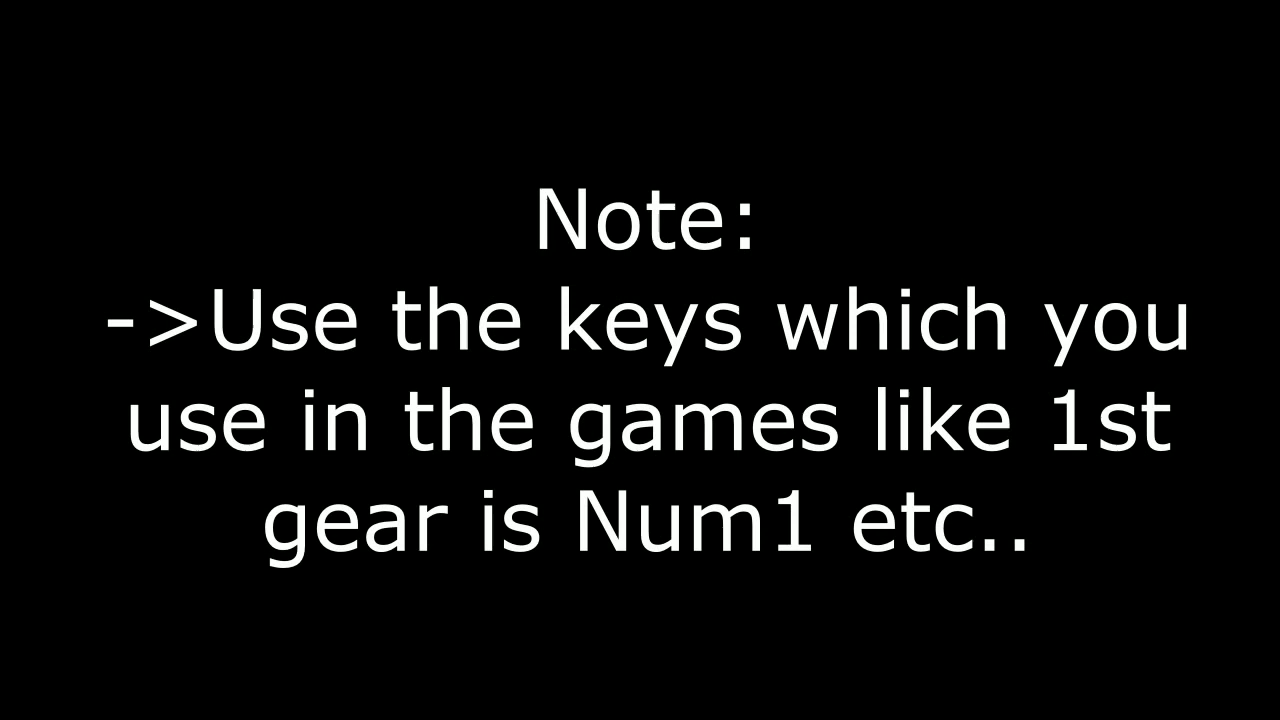 Note:
->Use the keys which you
use in the games like 1st
gear is Num1 etc..